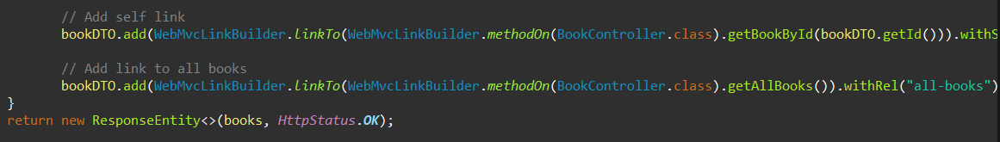 // Add self link
bookDTO.add(WebMvcLinkBuilder.linkTo(WebMvcLinkBuilder.methodOn(BookController.class).getBookById(bookDTO.getId())).withS
// Add link to all books
bookDTO.add(WebMvcLinkBuilder.linkTo(WebMvcLinkBuilder.methodOn(BookController.class).getAllBooks()).withRel("all-books")
}
return new ResponseEntity<>(books, HttpStatus.OK);